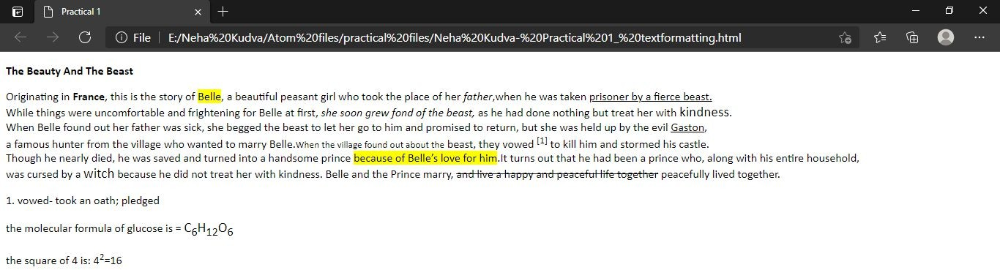 Practical 1
File | E:/Neha%20Kudva/Atom%20files/practical%20files/Neha%20Kudva-%20Practical%201_%20textformatting.html
The Beauty And The Beast
Originating in France, this is the story of Belle, a beautiful peasant girl who took the place of her father,when he was taken prisoner by a fierce beast.
While things were uncomfortable and frightening for Belle at first, she soon grew fond of the beast, as he had done nothing but treat her with kindness.
When Belle found out her father was sick, she begged the beast to let her go to him and promised to return, but she was held up by the evil Gaston,
a famous hunter from the village who wanted to marry Belle.When the village found out about the beast, they vowed [1] to kill him and stormed his castle.
Though he nearly died, he was saved and turned into a handsome prince because of Belle’s love for him.It turns out that he had been a prince who, along with his entire household,
was cursed by a witch because he did not treat her with kindness. Belle and the Prince marry, and live a happy and peaceful life together peacefully lived together.
1. vowed- took an oath; pledged
the molecular formula of glucose is = C₆H₁₂O₆
the square of 4 is: 4²=16